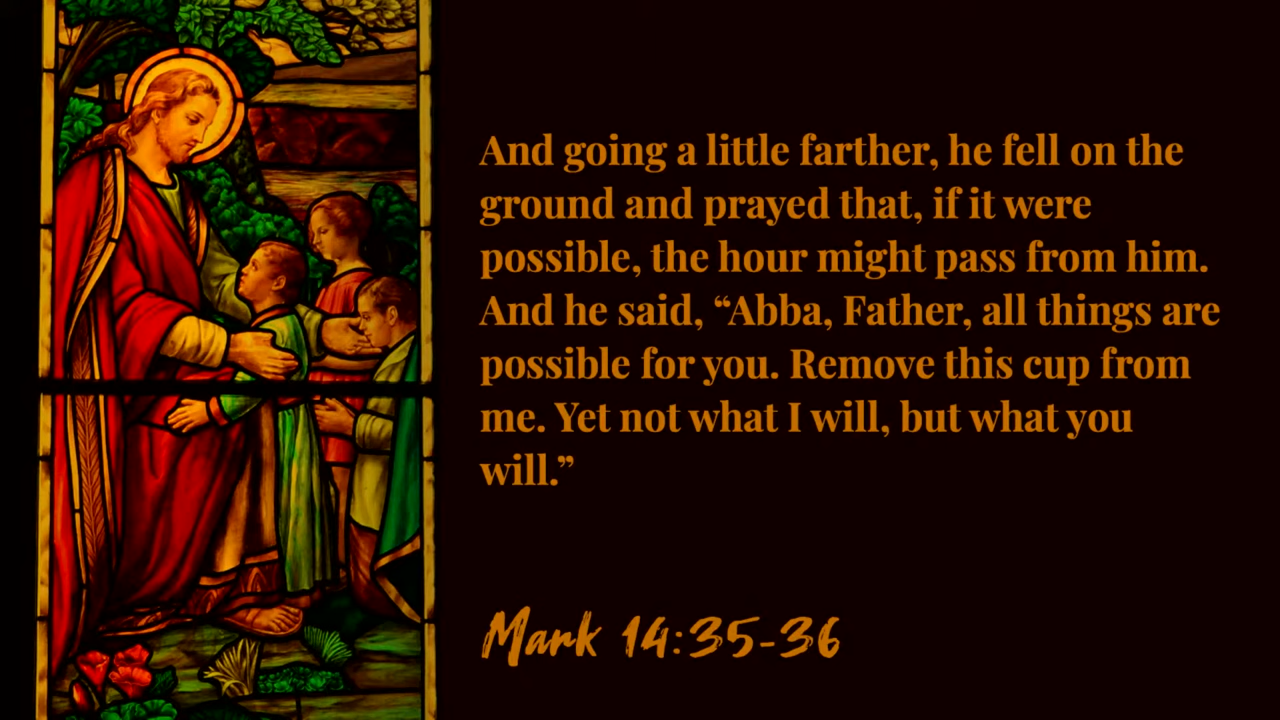 And going a little farther, he fell on the
ground and prayed that, if it were
possible, the hour might pass from him.
And he said, “Abba, Father, all things are
possible for you. Remove this cup from
me. Yet not what I will, but what you
will.”
Mark 14:35-36